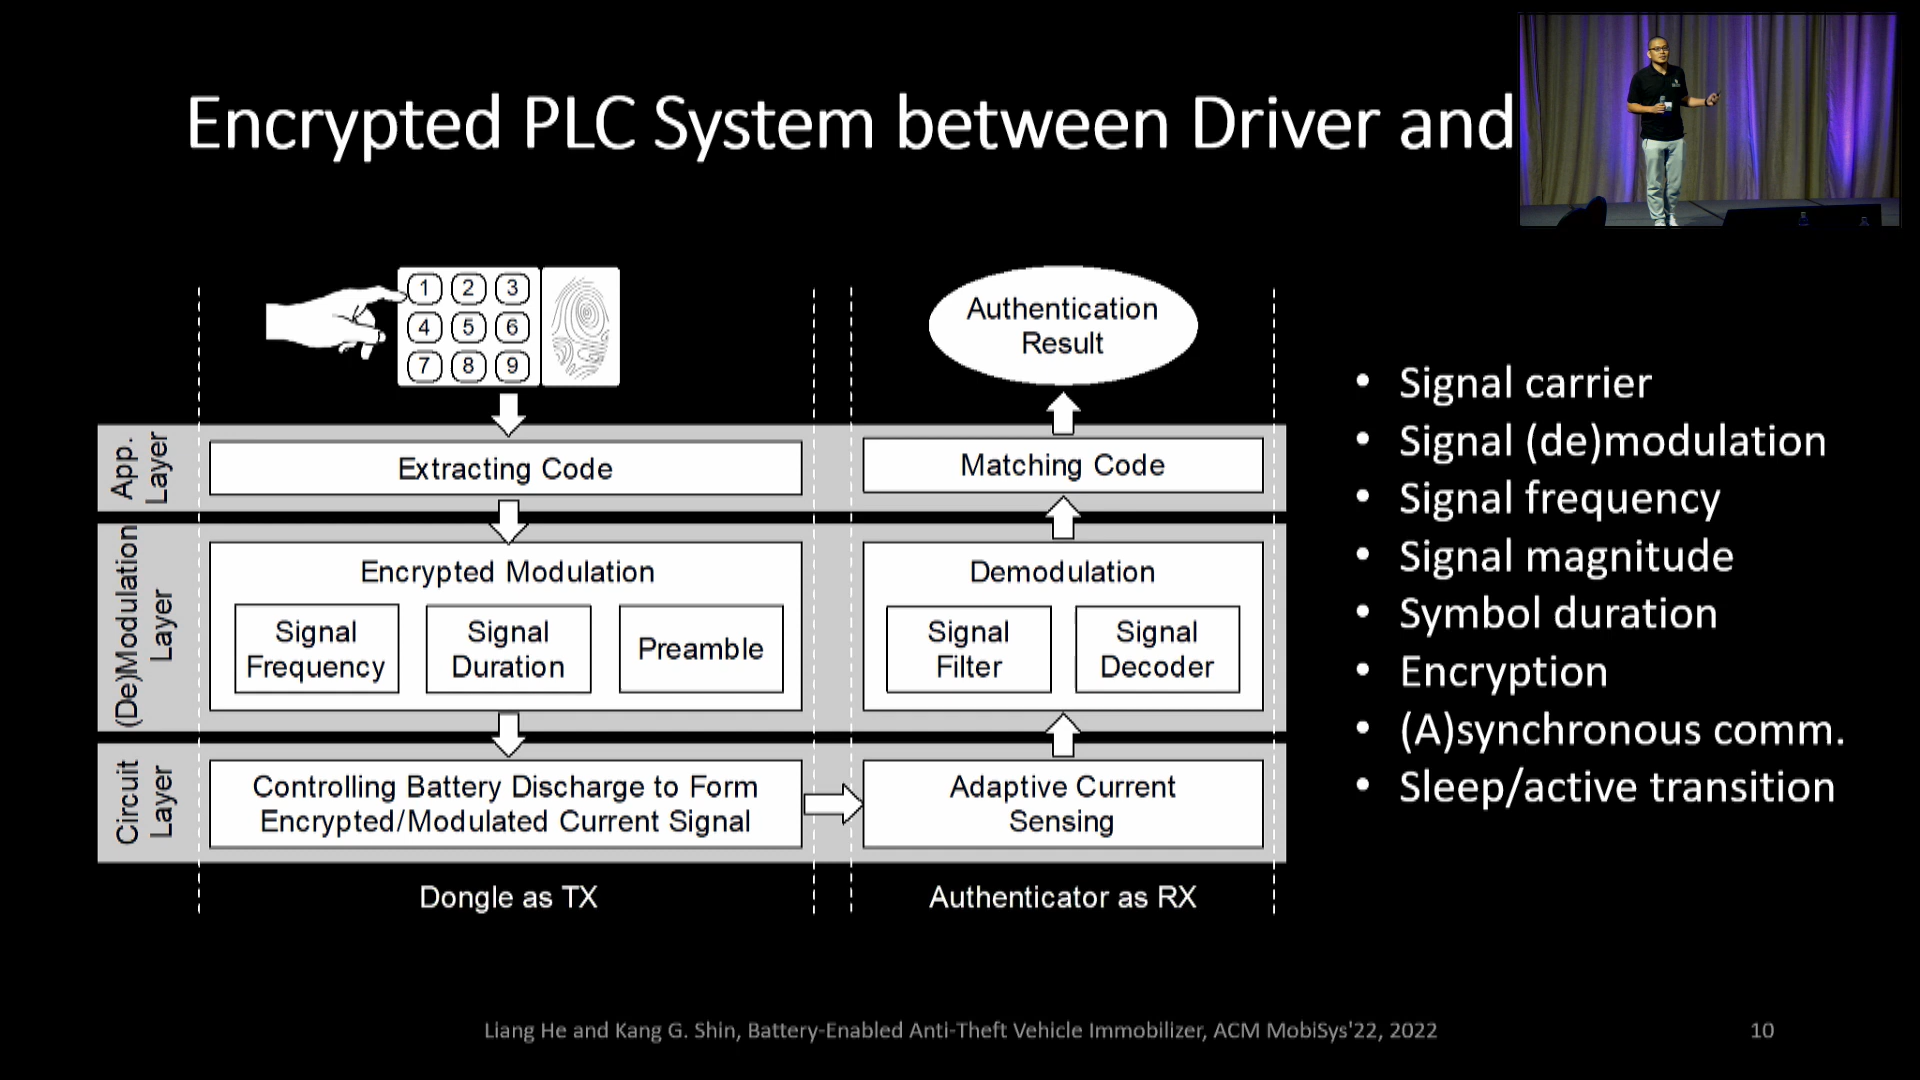 Encrypted PLC System between Driver and
1 2 3
4 5 6
7 8 9
Authentication
Result
App.
Layer
Extracting Code
Matching Code
(De)Modulation
Layer
Encrypted Modulation
Signal
Frequency
Signal
Duration
Preamble
Demodulation
Signal
Filter
Signal
Decoder
Circuit
Layer
Controlling Battery Discharge to Form
Encrypted/Modulated Current Signal
Adaptive Current
Sensing
Dongle as TX
Authenticator as RX
• Signal carrier
• Signal (de)modulation
• Signal frequency
• Signal magnitude
• Symbol duration
• Encryption
• (A)synchronous comm.
• Sleep/active transition
Liang He and Kang G. Shin, Battery-Enabled Anti-Theft Vehicle Immobilizer, ACM MobiSys'22, 2022
10